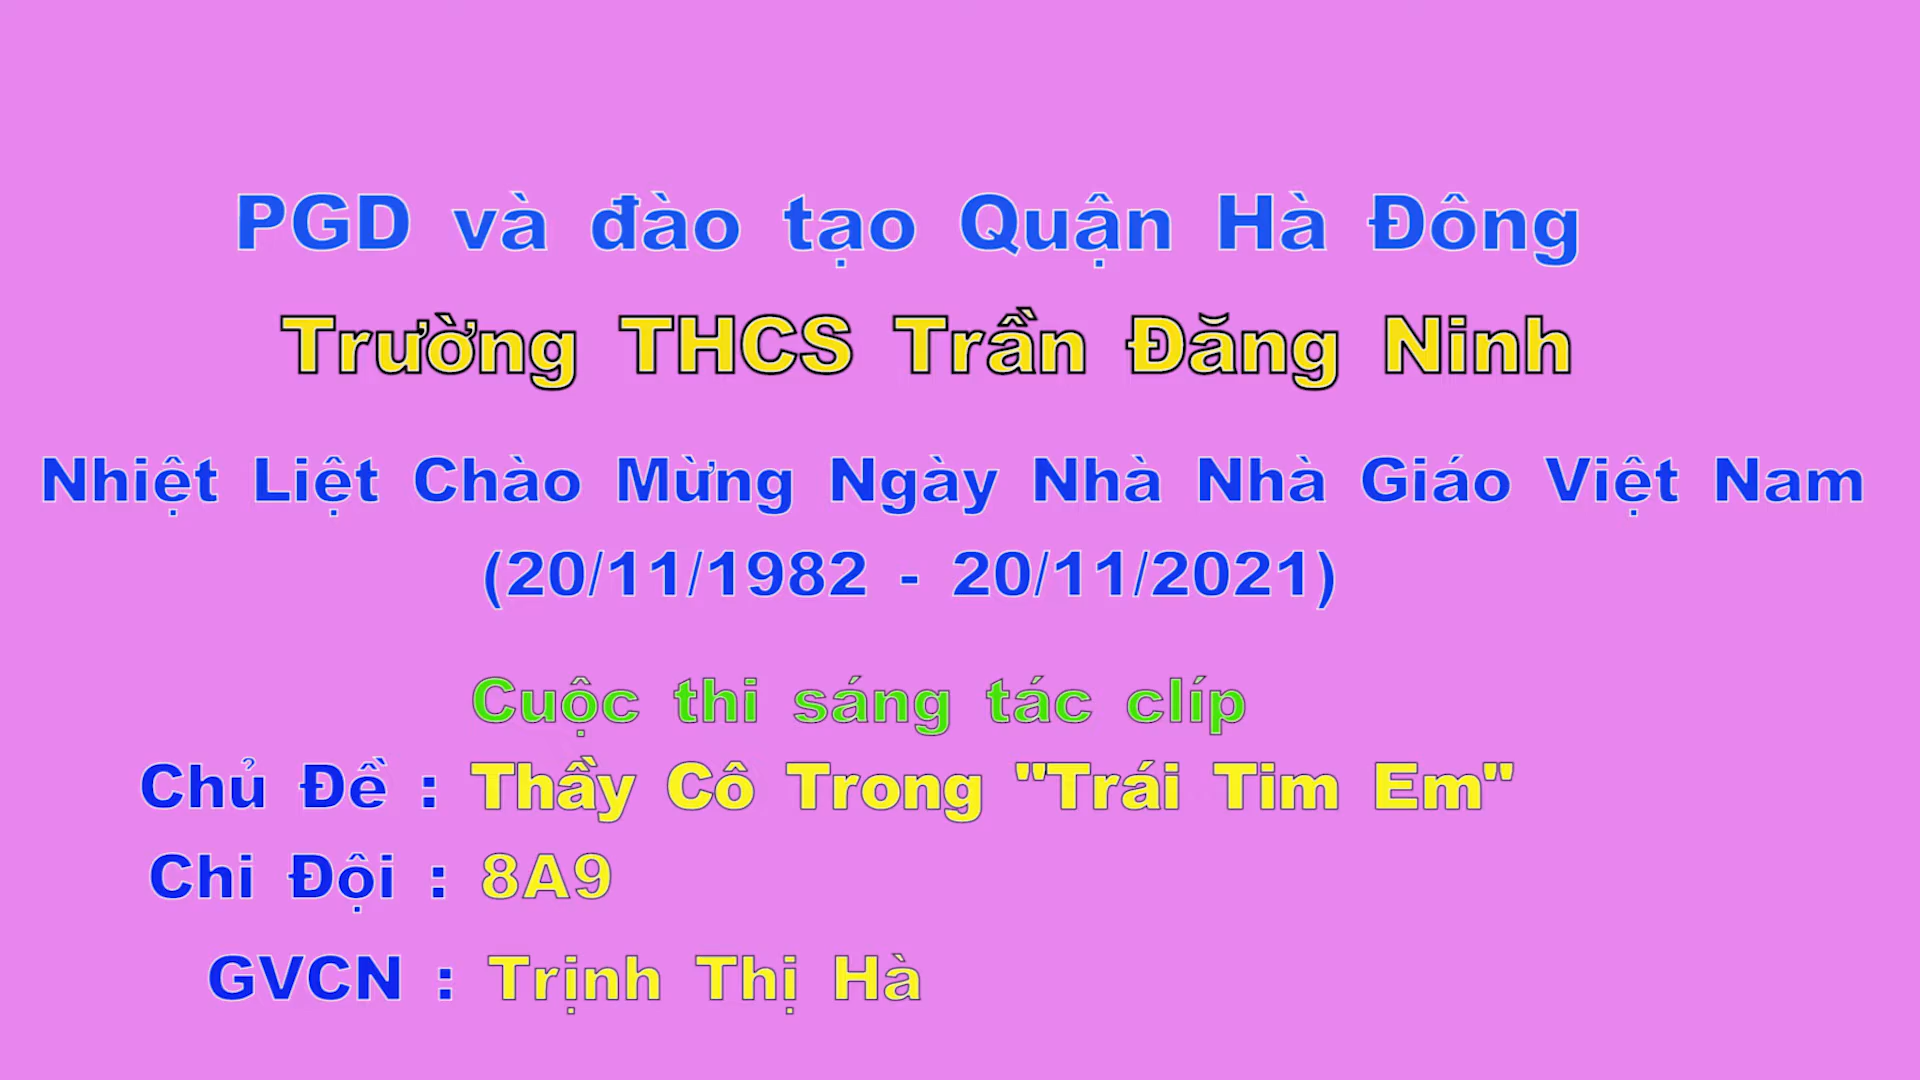 PGD và đào tạo Quận Hà Đông
Trường THCS Trần Đăng Ninh
Nhiệt Liệt Chào Mừng Ngày Nhà Nhà Giáo Việt Nam
(20/11/1982 - 20/11/2021)
Cuộc thi sáng tác clíp
Chủ Đề : Thầy Cô Trong "Trái Tim Em"
Chi Đội : 8A9
GVCN : Trịnh Thị Hà